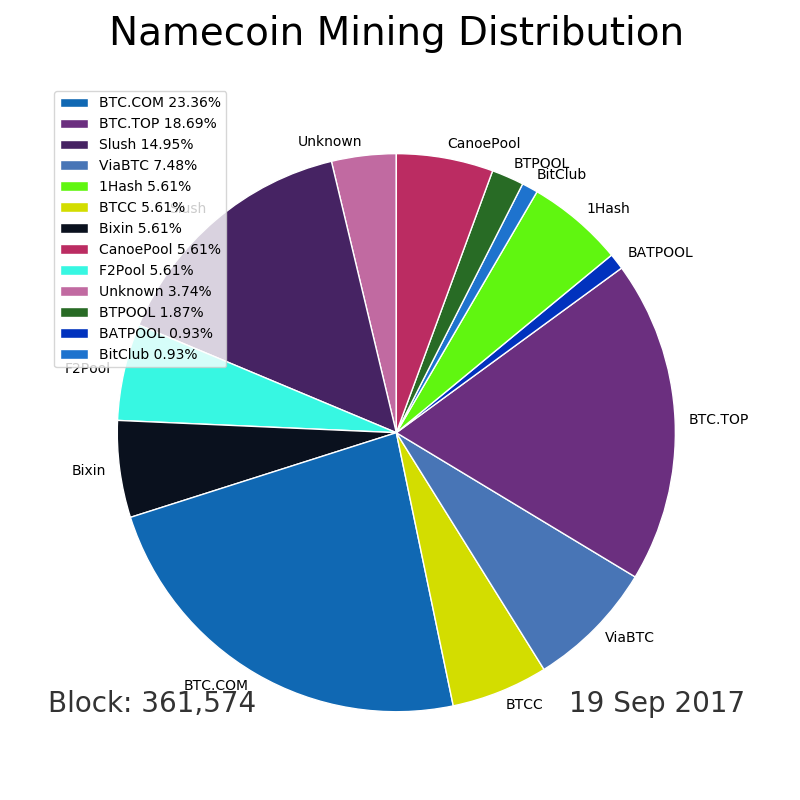 Namecoin Mining Distribution
BTC.COM 23.36%
BTC.TOP 18.69%
Slush 14.95%
ViaBTC 7.48%
1Hash 5.61%
BTCC 5.61%
Bixin 5.61%
CanoePool 5.61%
F2Pool 5.61%
Unknown 3.74%
BTPOOL 1.87%
BATPOOL 0.93%
BitClub 0.93%
Unknown
CanoePool
BTPOOL
BitClub
1Hash
BATPOOL
Slush
F2Pool
BTC.TOP
Bixin
ViaBTC
BTC.COM
BTCC
Block: 361,574
19 Sep 2017